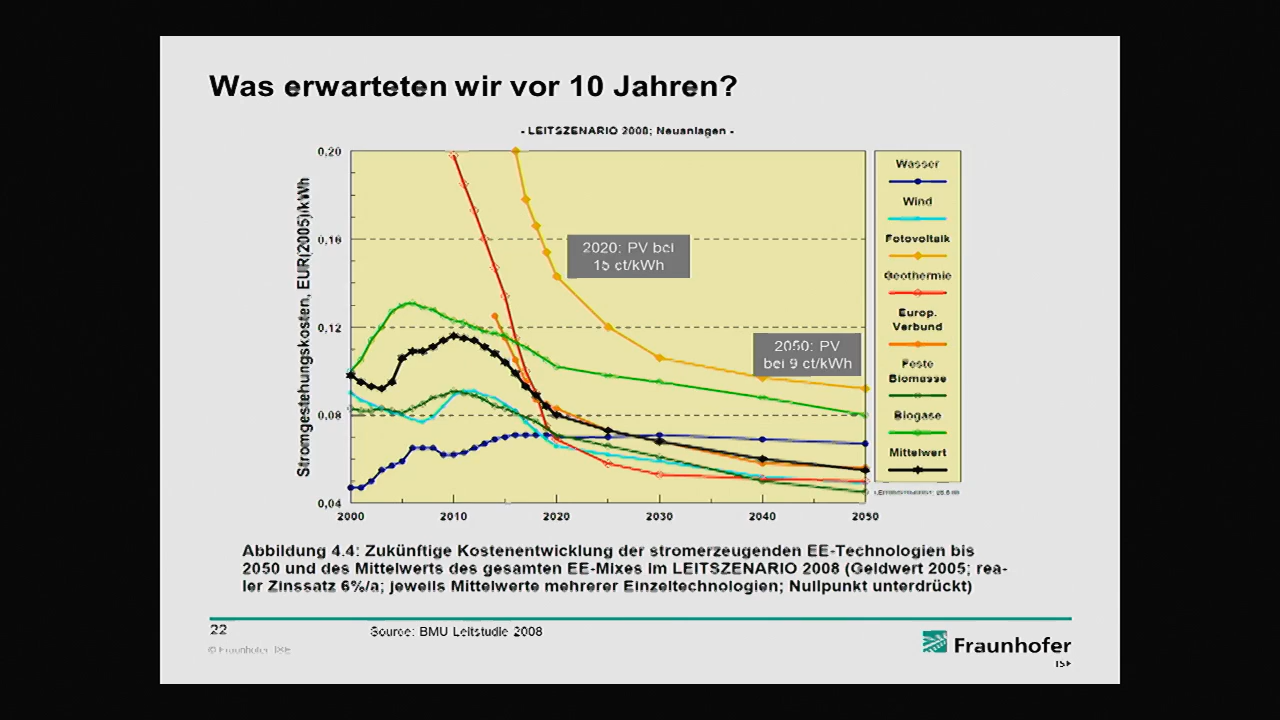 Was erwarteten wir vor 10 Jahren?
- LEITSZENARIO 2008; Neuanlagen -
Stromgestehungskosten, EUR(2005)/kWh
0,20
0,16
0,12
0,08
0,04
2000 2010 2020 2030 2040 2050
2020: PV bei
15 ct/kWh
2050: PV
bei 9 ct/kWh
Wasser
Wind
Fotovoltaik
Geothermie
Europ.
Verbund
Feste
Biomasse
Biogase
Mittelwert
Abbildung 4.4: Zukünftige Kostenentwicklung der stromerzeugenden EE-Technologien bis
2050 und des Mittelwerts des gesamten EE-Mixes im LEITSZENARIO 2008 (Geldwert 2005; rea-
ler Zinssatz 6%/a; jeweils Mittelwerte mehrerer Einzeltechnologien; Nullpunkt unterdrückt)
22
Source: BMU Leitstudie 2008
© Fraunhofer ISE
Fraunhofer
ISE